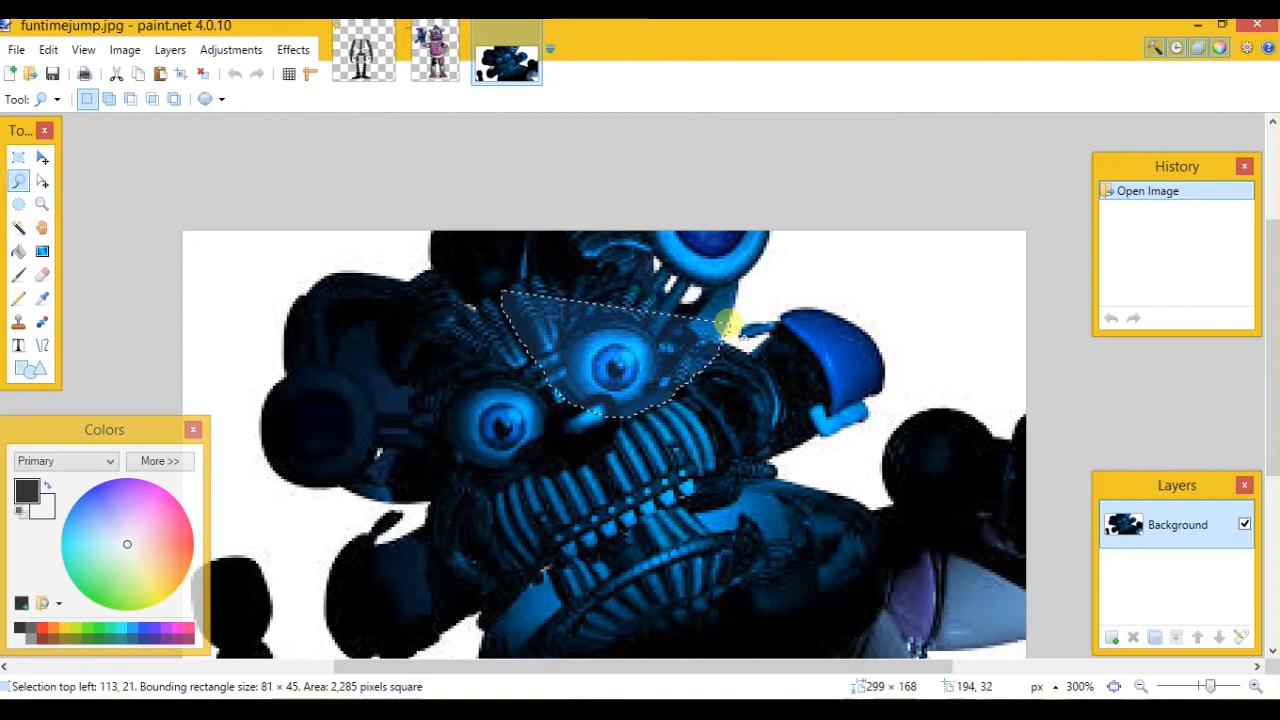 funtimejump.jpg - paint.net 4.0.10
File Edit View Image Layers Adjustments Effects
Tool:
To...
History
Open Image
Colors
Primary
More >>
Layers
Background
Selection top left: 113, 21. Bounding rectangle size: 81 × 45. Area: 2,285 pixels square
299 × 168
194, 32
px
300%